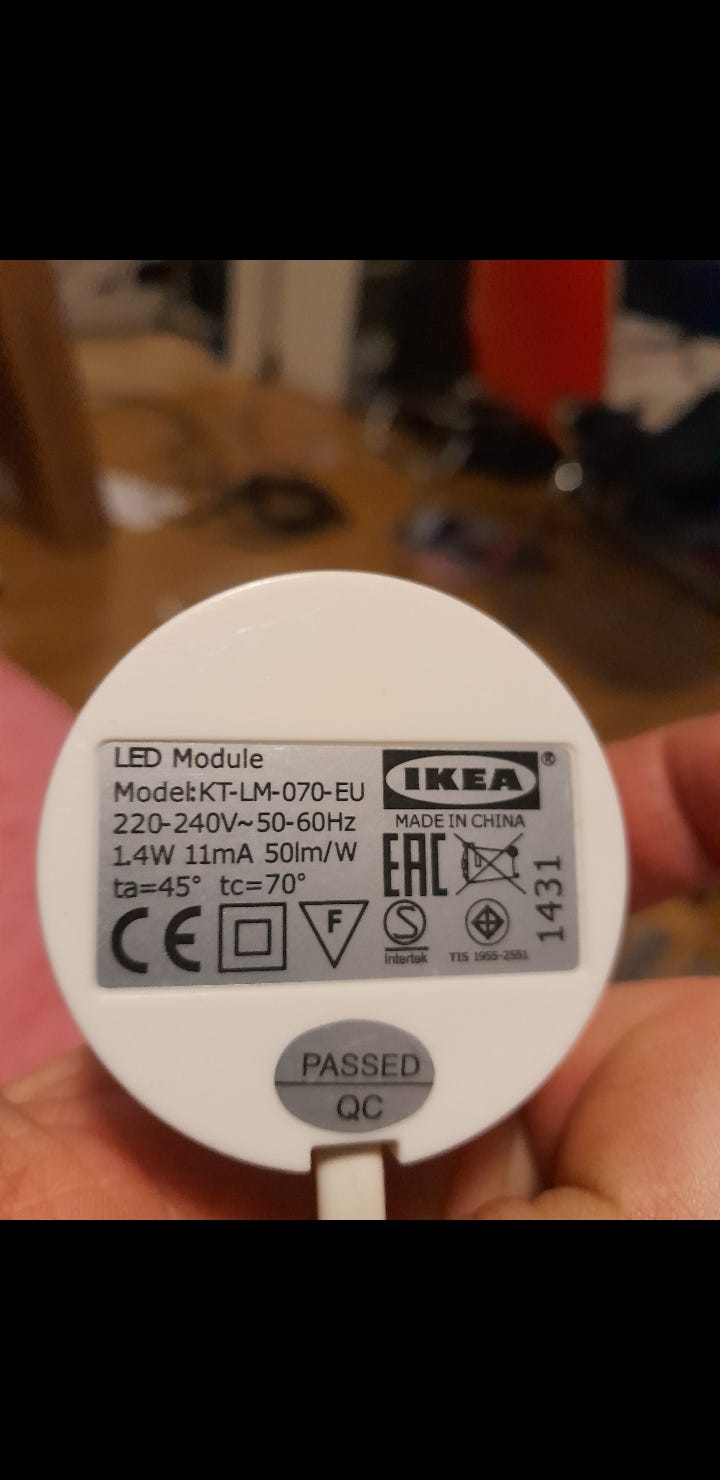 LED Module
Model:KT-LM-070-EU
220-240V~50-60Hz
1.4W 11mA 50lm/W
ta=45° tc=70°
CE
F
IKEA®
MADE IN CHINA
EAC
S
Intertek
TIS 1955-2551
1431
PASSED
QC